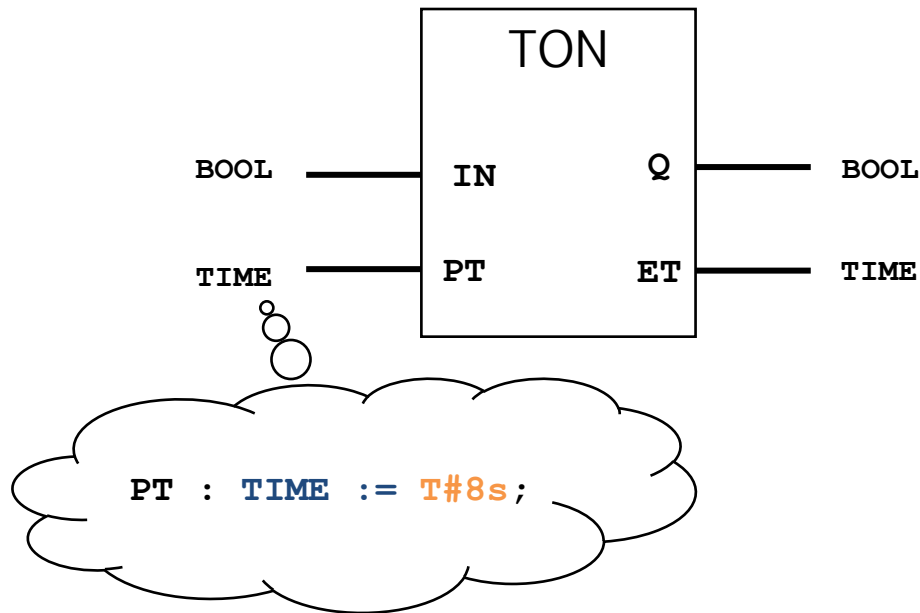 TON
BOOL IN Q BOOL
TIME PT ET TIME
PT : TIME := T#8s;